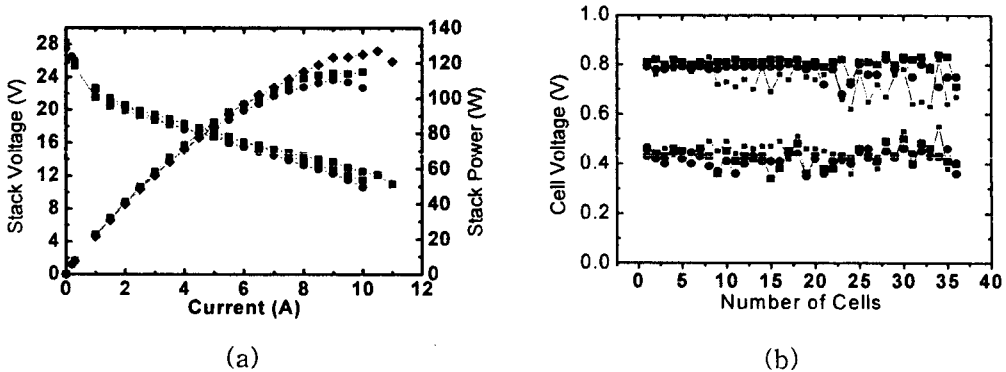 28
24
20
16
12
8
4
0
Stack Voltage (V)
140
120
100
80
60
40
20
0
Stack Power (W)
0 2 4 6 8 10 12
Current (A)
(a)
1.0
0.8
0.6
0.4
0.2
0.0
Cell Voltage (V)
0 5 10 15 20 25 30 35 40
Number of Cells
(b)